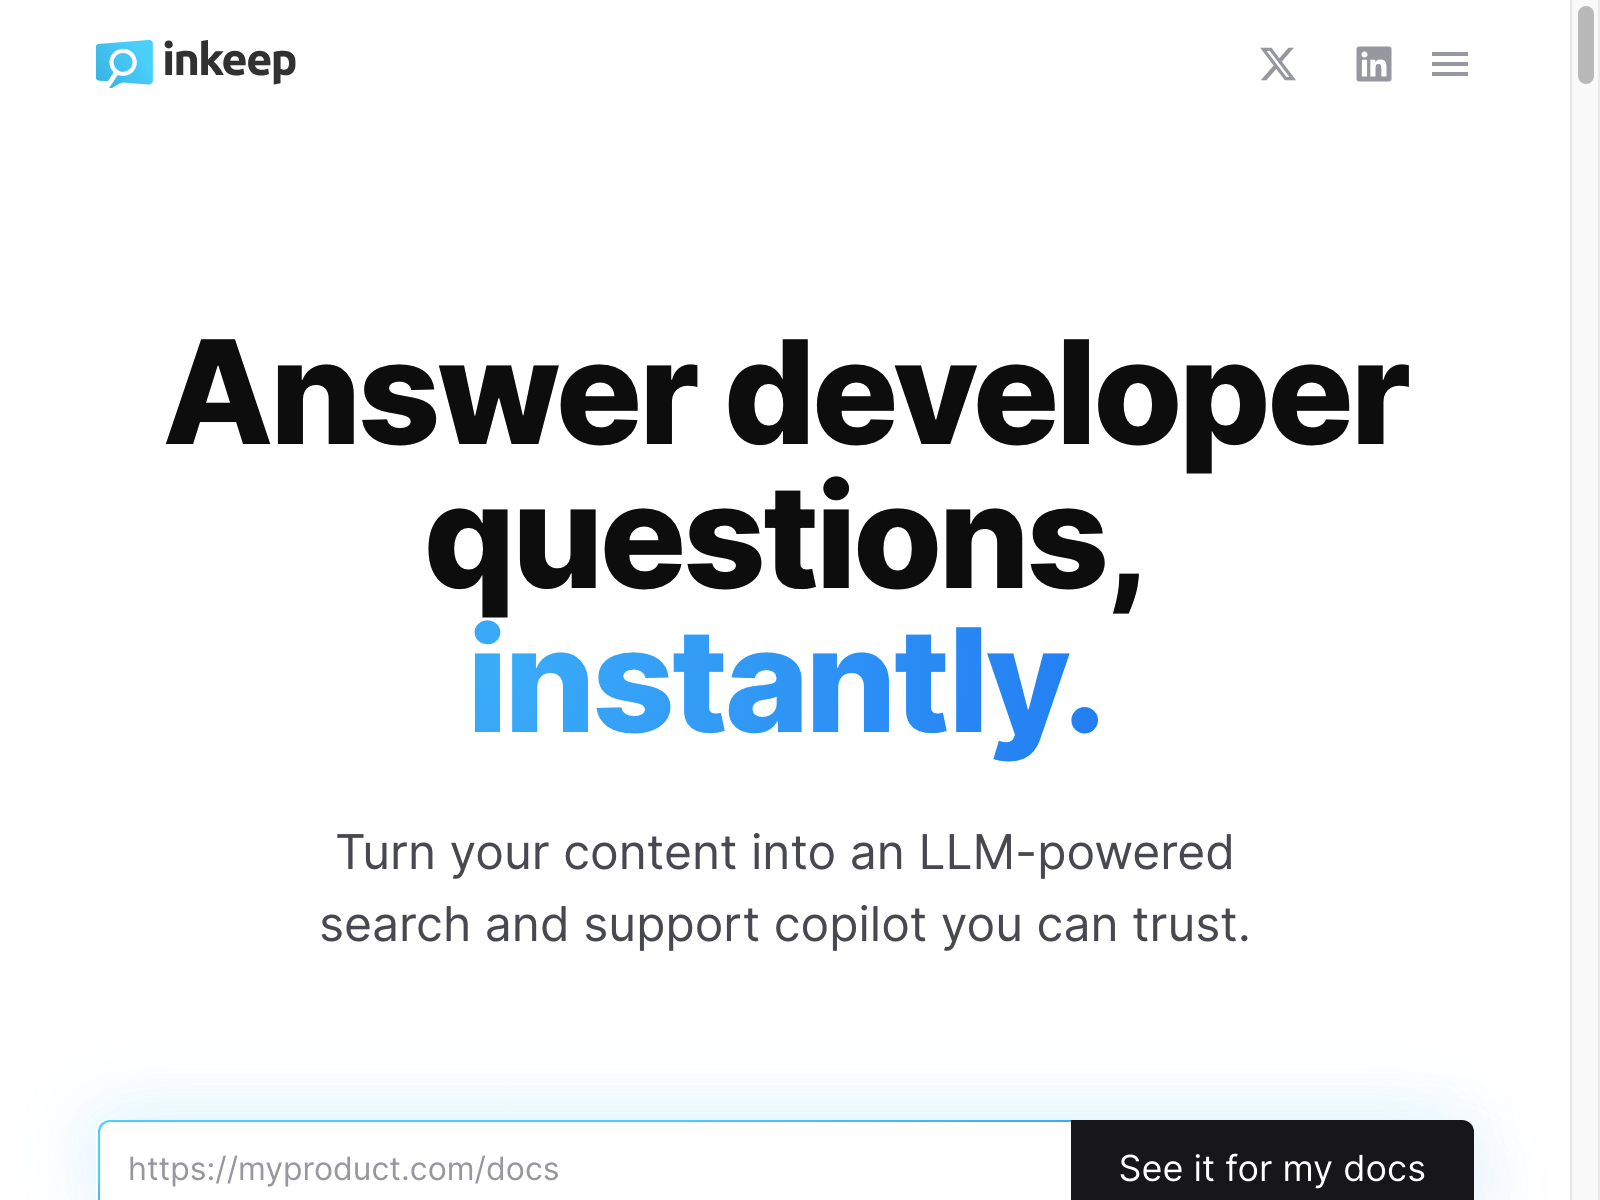 inkeep
Answer developer
questions,
instantly.
Turn your content into an LLM-powered
search and support copilot you can trust.
https://myproduct.com/docs
See it for my docs